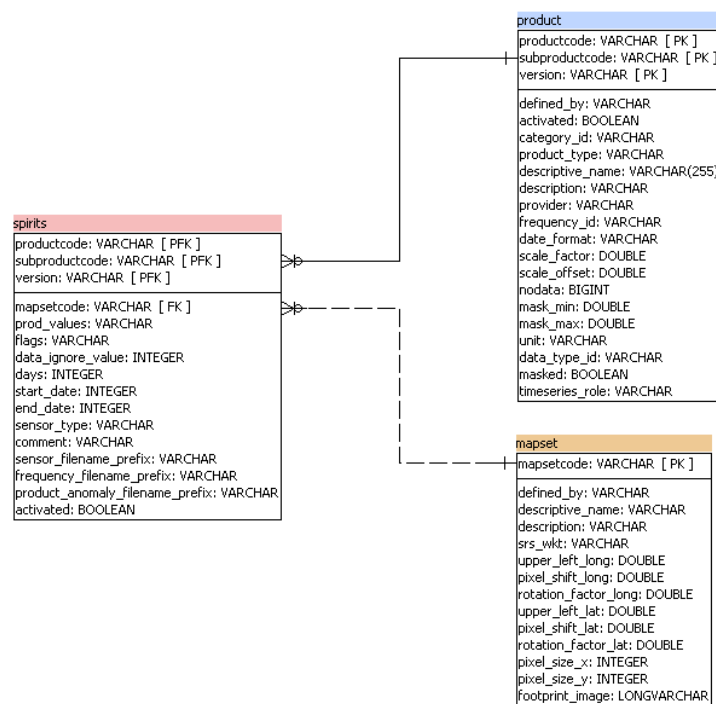 product
productcode: VARCHAR [ PK ]
subproductcode: VARCHAR [ PK ]
version: VARCHAR [ PK ]
defined_by: VARCHAR
activated: BOOLEAN
category_id: VARCHAR
product_type: VARCHAR
descriptive_name: VARCHAR(255)
description: VARCHAR
provider: VARCHAR
frequency_id: VARCHAR
date_format: VARCHAR
scale_factor: DOUBLE
scale_offset: DOUBLE
nodata: BIGINT
mask_min: DOUBLE
mask_max: DOUBLE
unit: VARCHAR
data_type_id: VARCHAR
masked: BOOLEAN
timeseries_role: VARCHAR
spirits
productcode: VARCHAR [ PFK ]
subproductcode: VARCHAR [ PFK ]
version: VARCHAR [ PFK ]
mapsetcode: VARCHAR [ FK ]
prod_values: VARCHAR
flags: VARCHAR
data_ignore_value: INTEGER
days: INTEGER
start_date: INTEGER
end_date: INTEGER
sensor_type: VARCHAR
comment: VARCHAR
sensor_filename_prefix: VARCHAR
frequency_filename_prefix: VARCHAR
product_anomaly_filename_prefix: VARCHAR
activated: BOOLEAN
mapset
mapsetcode: VARCHAR [ PK ]
defined_by: VARCHAR
descriptive_name: VARCHAR
description: VARCHAR
srs_wkt: VARCHAR
upper_left_long: DOUBLE
pixel_shift_long: DOUBLE
rotation_factor_long: DOUBLE
upper_left_lat: DOUBLE
pixel_shift_lat: DOUBLE
rotation_factor_lat: DOUBLE
pixel_size_x: INTEGER
pixel_size_y: INTEGER
footprint_image: LONGVARCHAR